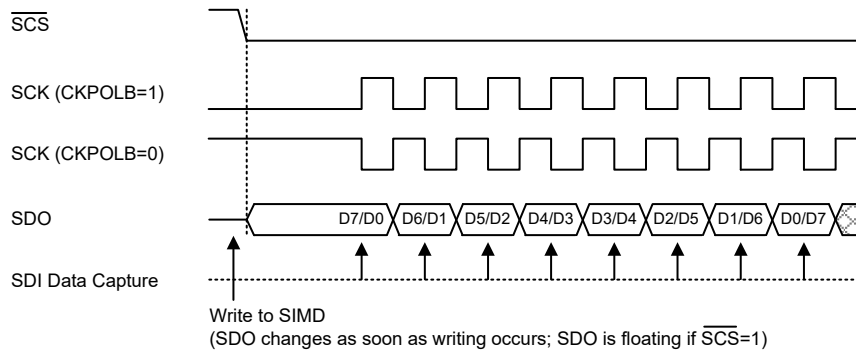 SCS
SCK (CKPOLB=1)
SCK (CKPOLB=0)
SDO D7/D0 D6/D1 D5/D2 D4/D3 D3/D4 D2/D5 D1/D6 D0/D7
SDI Data Capture
Write to SIMD
(SDO changes as soon as writing occurs; SDO is floating if SCS=1)